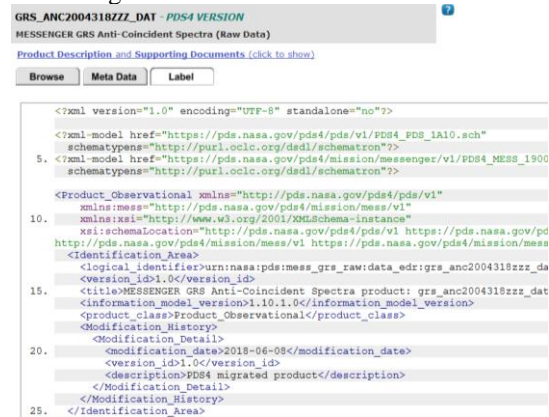 GRS_ANC2004318ZZZ_DAT - PDS4 VERSION
MESSENGER GRS Anti-Coincident Spectra (Raw Data)
Product Description and Supporting Documents (click to show)
Browse Meta Data Label
<?xml version="1.0" encoding="UTF-8" standalone="no"?>
<?xml-model href="https://pds.nasa.gov/pds4/pds/v1/PDS4_PDS_1A10.sch"
schematypens="http://purl.oclc.org/dsdl/schematron"?>
5. <?xml-model href="https://pds.nasa.gov/pds4/mission/messenger/v1/PDS4_MESS_1900
schematypens="http://purl.oclc.org/dsdl/schematron"?>
<Product_Observational xmlns="http://pds.nasa.gov/pds4/pds/v1"
xmlns:mess="http://pds.nasa.gov/pds4/mission/mess/v1"
10. xmlns:xsi="http://www.w3.org/2001/XMLSchema-instance"
xsi:schemaLocation="http://pds.nasa.gov/pds4/pds/v1 https://pds.nasa.gov/pd
http://pds.nasa.gov/pds4/mission/mess/v1 https://pds.nasa.gov/pds4/mission/mess
<Identification_Area>
<logical_identifier>urn:nasa:pds:mess_grs_raw:data_edr:grs_anc2004318zzz_da
<version_id>1.0</version_id>
15. <title>MESSENGER GRS Anti-Coincident Spectra product: grs_anc2004318zzz_dat
<information_model_version>1.10.1.0</information_model_version>
<product_class>Product_Observational</product_class>
<Modification_History>
<Modification_Detail>
20. <modification_date>2018-06-08</modification_date>
<version_id>1.0</version_id>
<description>PDS4 migrated product</description>
</Modification_Detail>
</Modification_History>
25. </Identification_Area>